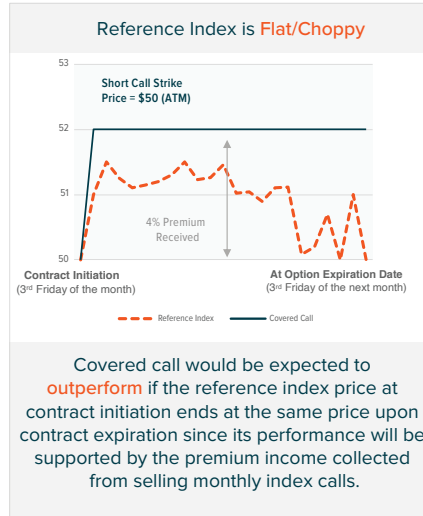 Reference Index is Flat/Choppy
53
Short Call Strike
Price = $50 (ATM)
52
51
4% Premium
Received
50
Contract Initiation
(3rd Friday of the month)
At Option Expiration Date
(3rd Friday of the next month)
Reference Index
Covered Call
Covered call would be expected to
outperform if the reference index price at
contract initiation ends at the same price upon
contract expiration since its performance will be
supported by the premium income collected
from selling monthly index calls.